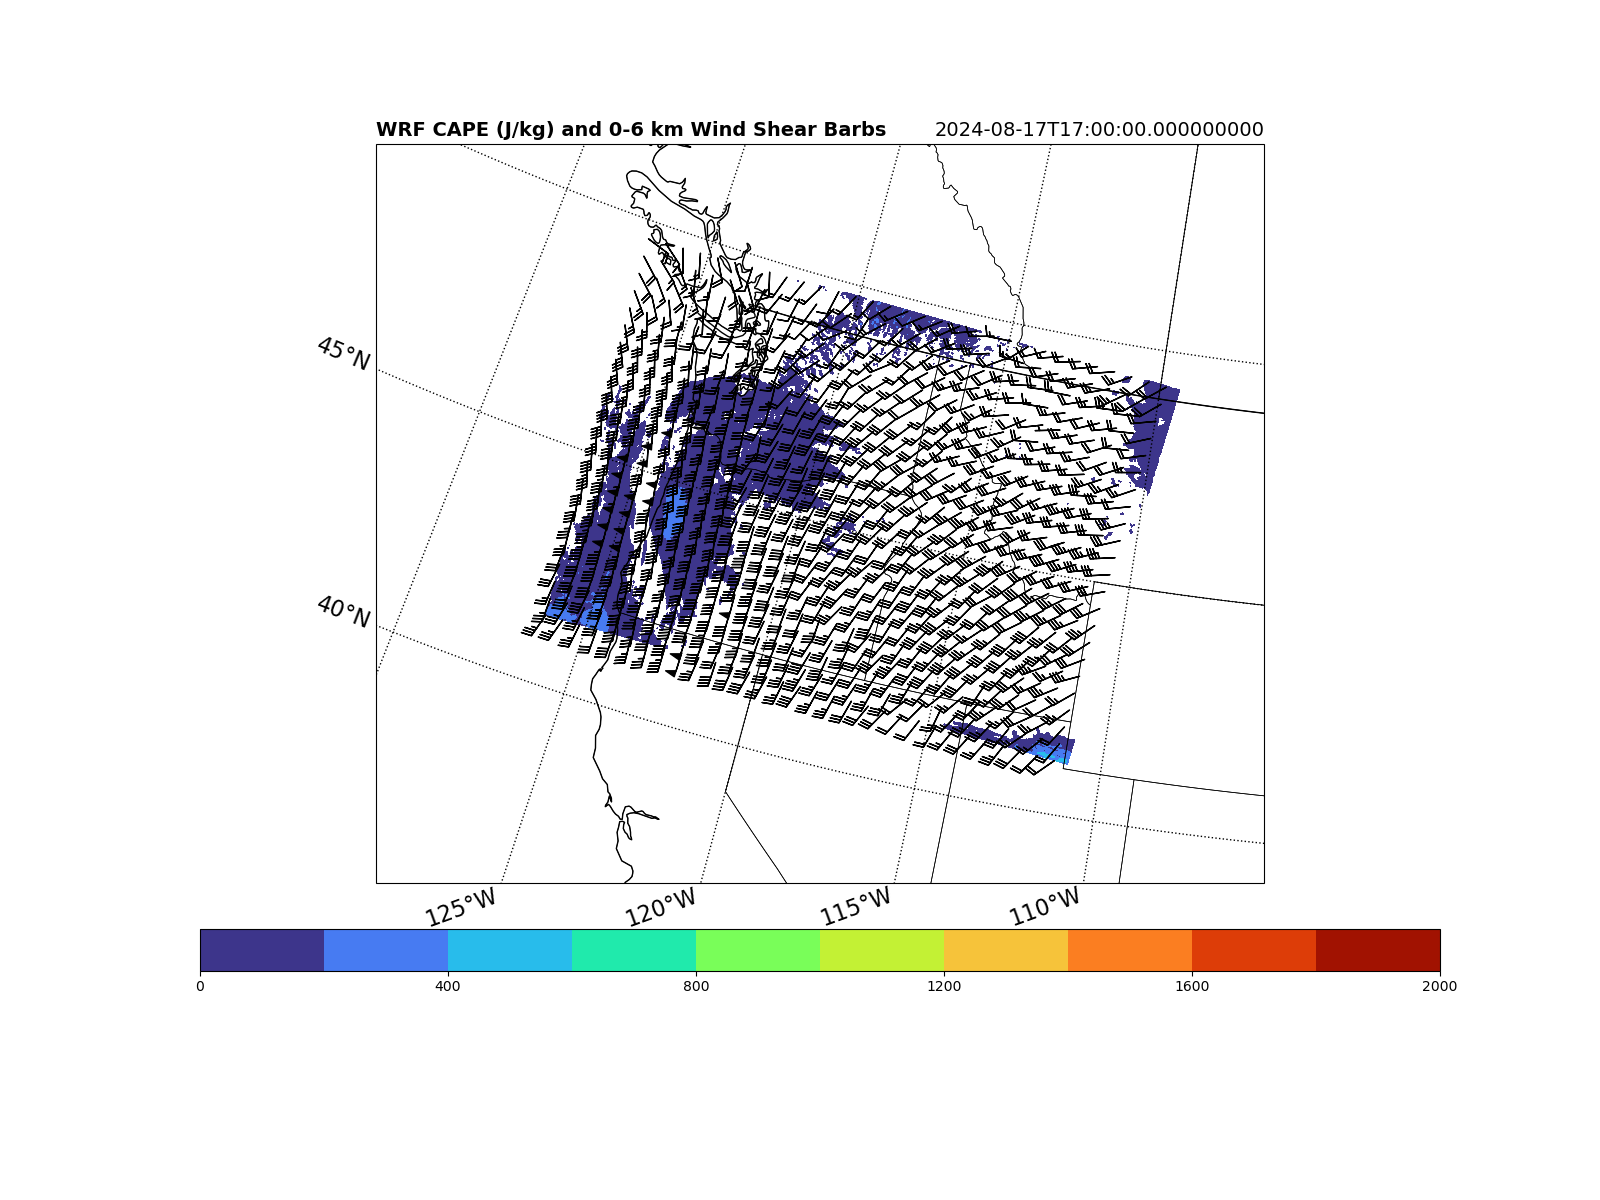 WRF CAPE (J/kg) and 0-6 km Wind Shear Barbs 2024-08-17T17:00:00.000000000
45°N
40°N
125°W 120°W 115°W 110°W
0 400 800 1200 1600 2000